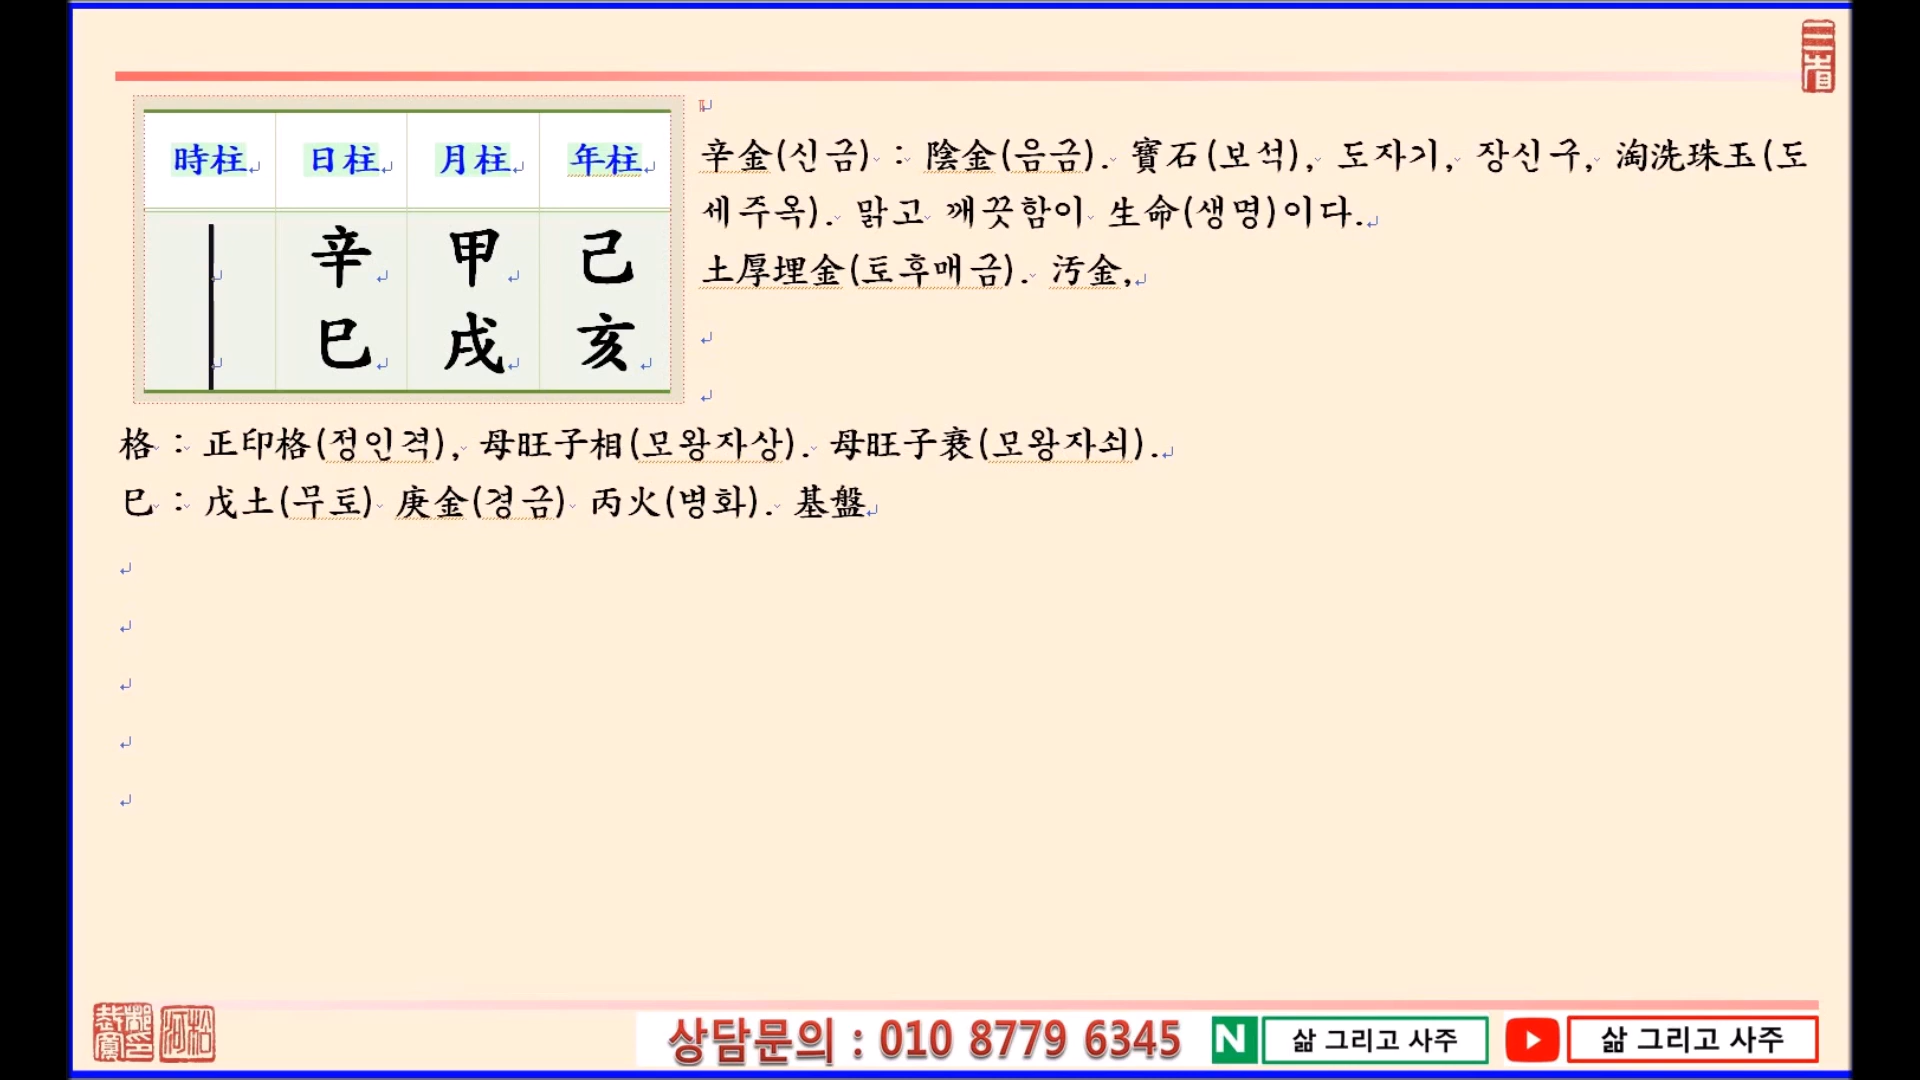 時柱 日柱 月柱 年柱
辛 甲 己
巳 戌 亥
辛金(신금) : 陰金(음금). 寶石(보석), 도자기, 장신구, 淘洗珠玉(도
세주옥). 맑고 깨끗함이 生命(생명)이다.
土厚埋金(토후매금). 汚金,
格 : 正印格(정인격), 母旺子相(모왕자상). 母旺子衰(모왕자쇠).
巳 : 戊土(무토) 庚金(경금) 丙火(병화). 基盤
상담문의 : 010 8779 6345 N 삶 그리고 사주 삶 그리고 사주